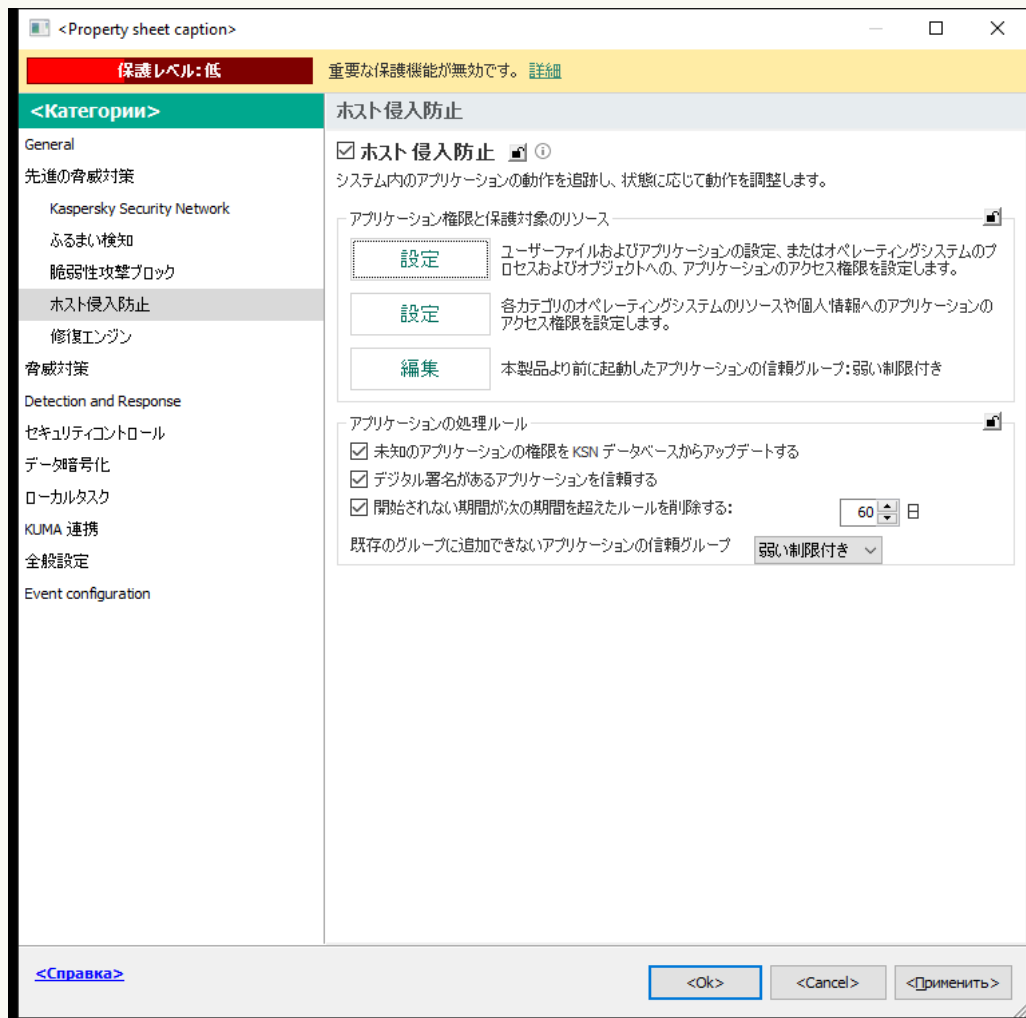 <Property sheet caption>
保護レベル: 低
重要な保護機能が無効です。 詳細
<Категории>
General
先進の脅威対策
Kaspersky Security Network
ふるまい検知
脆弱性攻撃ブロック
ホスト侵入防止
修復エンジン
脅威対策
Detection and Response
セキュリティコントロール
データ暗号化
ローカルタスク
KUMA 連携
全般設定
Event configuration
ホスト侵入防止
ホスト侵入防止
システム内のアプリケーションの動作を追跡し、状態に応じて動作を調整します。
アプリケーション権限と保護対象のリソース
設定
ユーザーファイルおよびアプリケーションの設定、またはオペレーティングシステムのプ
ロセスおよびオブジェクトへの、アプリケーションのアクセス権限を設定します。
設定
各カテゴリのオペレーティングシステムのリソースや個人情報へのアプリケーションの
アクセス権限を設定します。
編集
本製品より前に起動したアプリケーションの信頼グループ: 弱い制限付き
アプリケーションの処理ルール
未知のアプリケーションの権限を KSN データベースからアップデートする
デジタル署名があるアプリケーションを信頼する
開始されない期間が次の期間を超えたルールを削除する:
60 日
既存のグループに追加できないアプリケーションの信頼グループ
弱い制限付き
<Справка>
<Ok>
<Cancel>
<Применить>